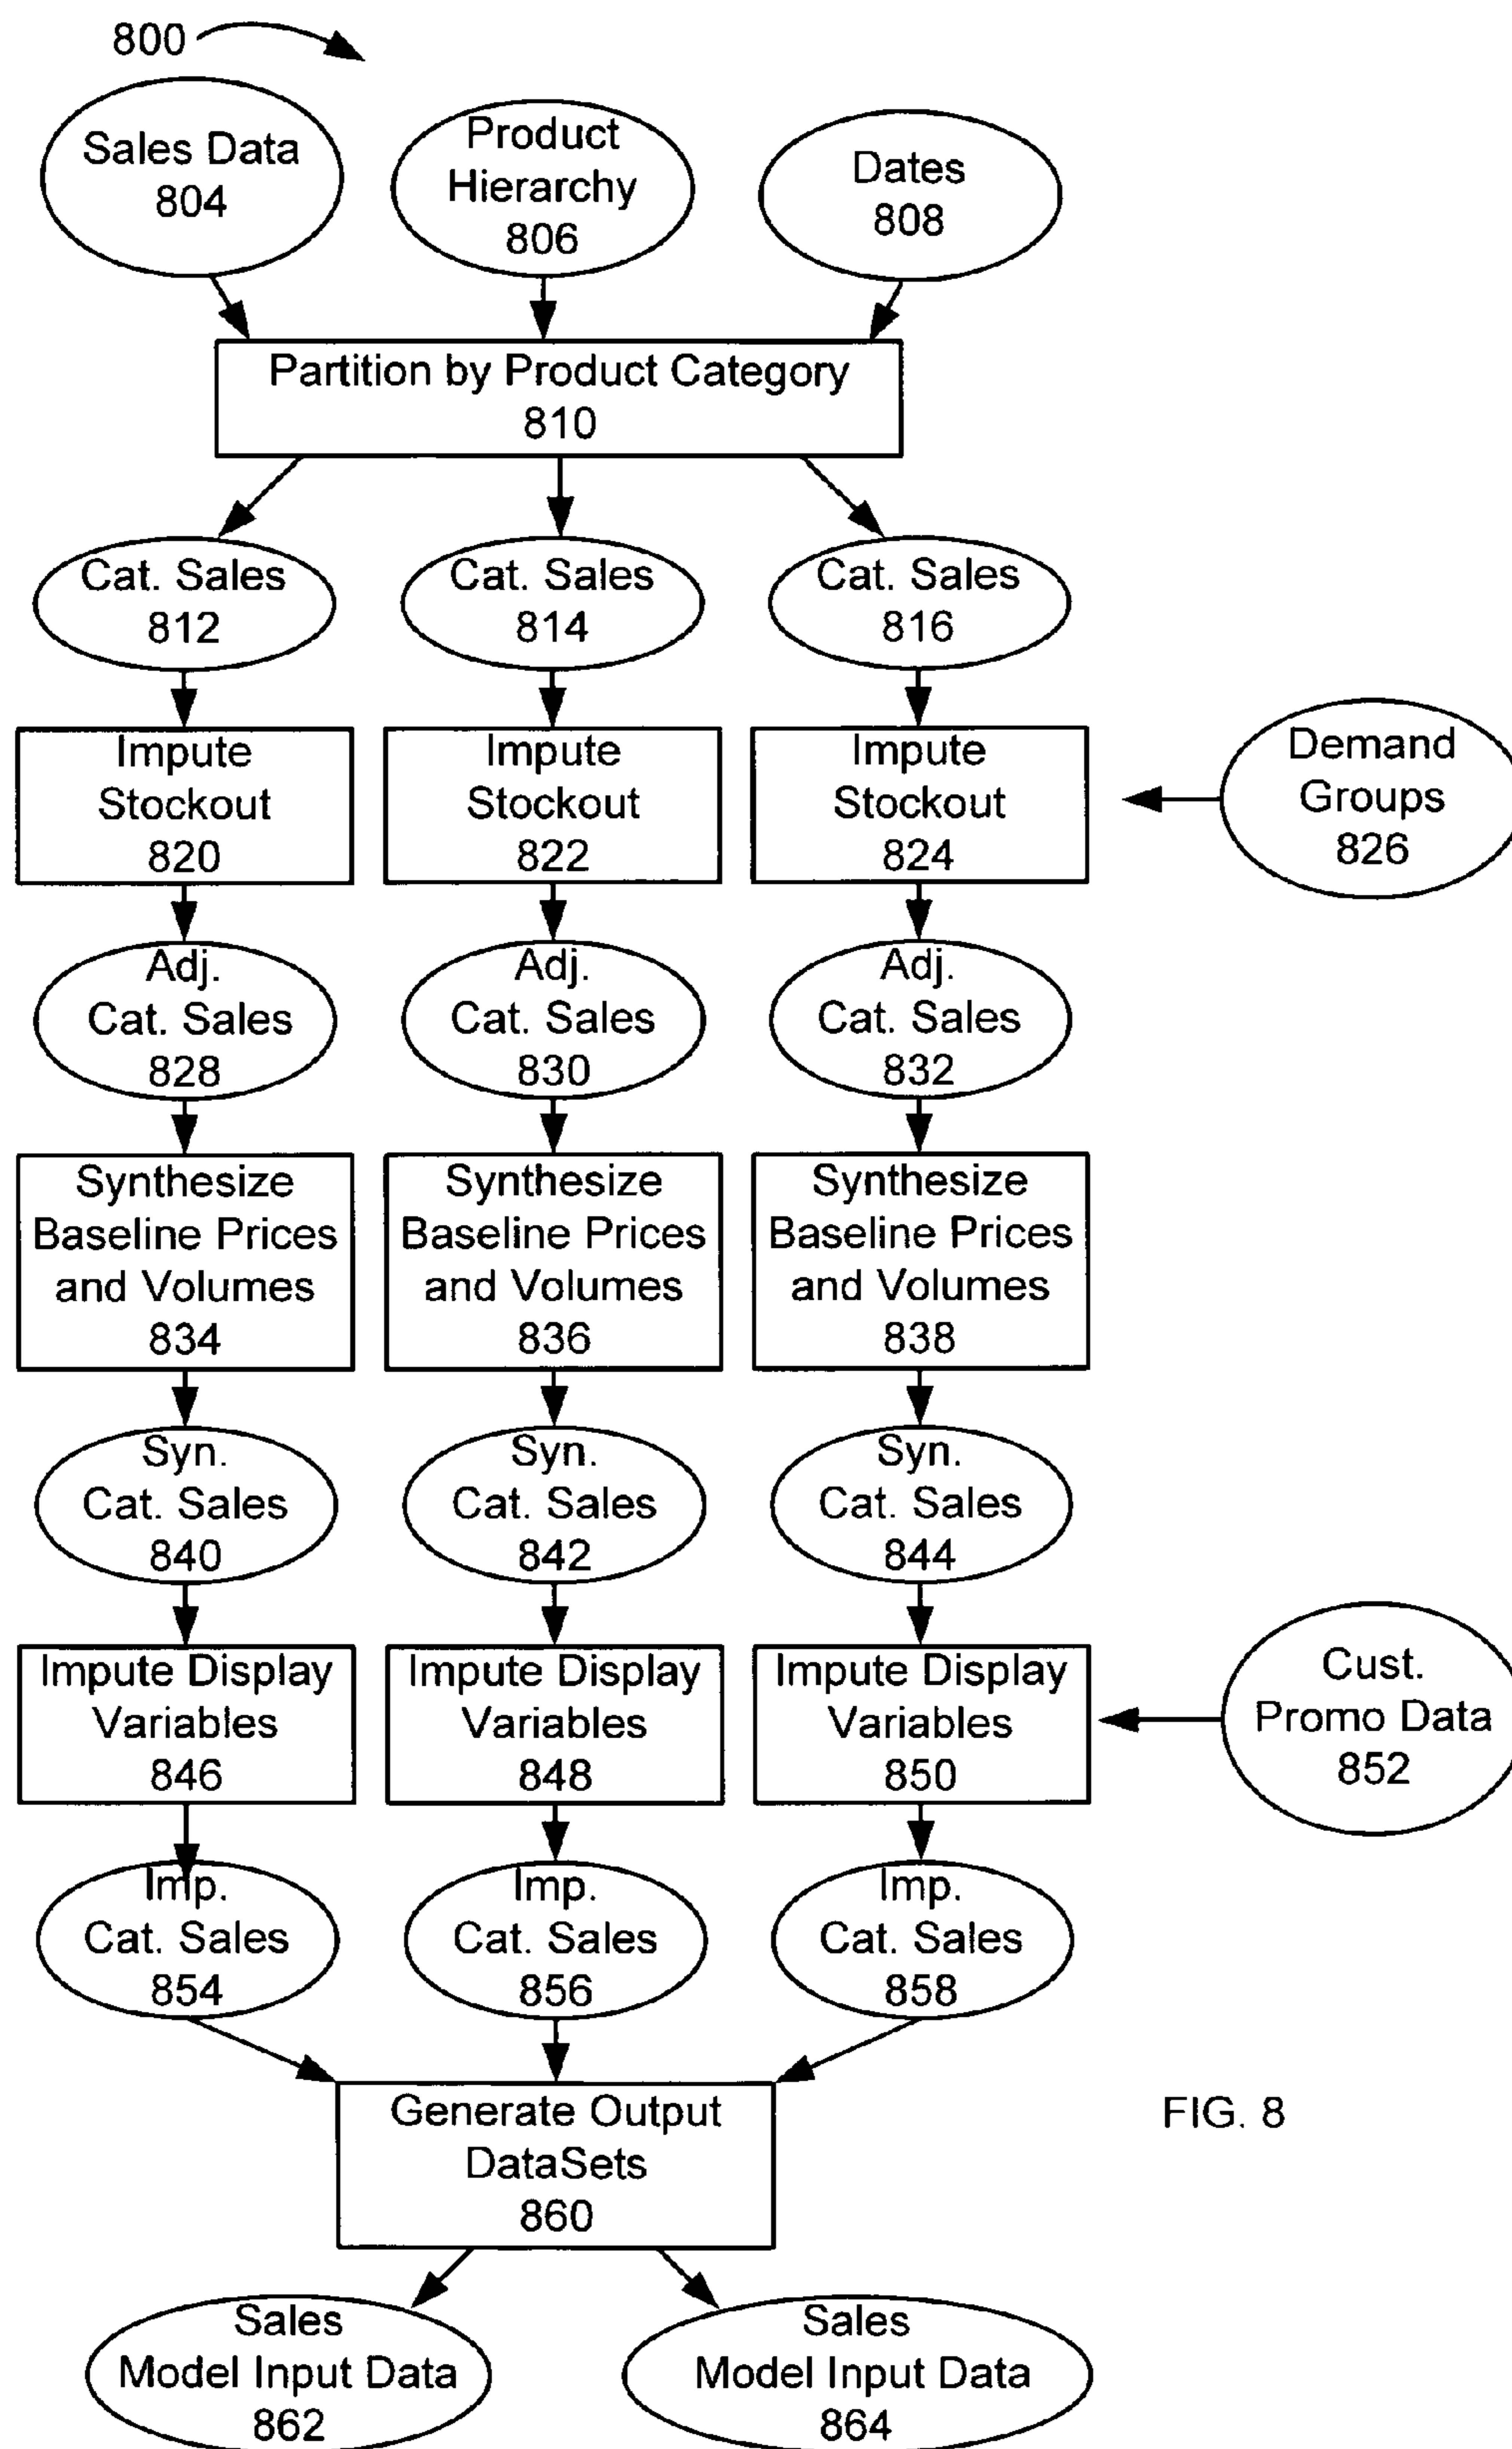 800
Sales Data
804
Product
Hierarchy
806
Dates
808
Partition by Product Category
810
Cat. Sales
812
Cat. Sales
814
Cat. Sales
816
Impute
Stockout
820
Impute
Stockout
822
Impute
Stockout
824
Demand
Groups
826
Adj.
Cat. Sales
828
Adj.
Cat. Sales
830
Adj.
Cat. Sales
832
Synthesize
Baseline Prices
and Volumes
834
Synthesize
Baseline Prices
and Volumes
836
Synthesize
Baseline Prices
and Volumes
838
Syn.
Cat. Sales
840
Syn.
Cat. Sales
842
Syn.
Cat. Sales
844
Impute Display
Variables
846
Impute Display
Variables
848
Impute Display
Variables
850
Cust.
Promo Data
852
Imp.
Cat. Sales
854
Imp.
Cat. Sales
856
Imp.
Cat. Sales
858
Generate Output
DataSets
860
FIG. 8
Sales
Model Input Data
862
Sales
Model Input Data
864